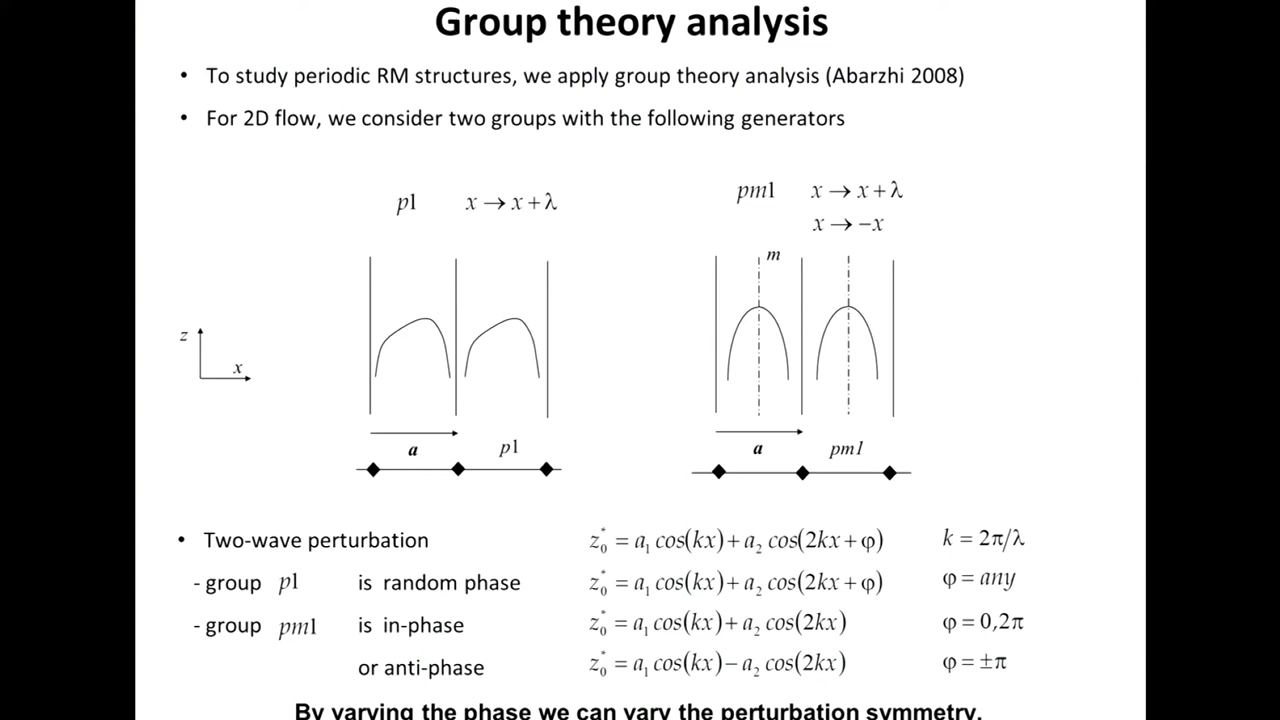 Group theory analysis
• To study periodic RM structures, we apply group theory analysis (Abarzhi 2008)
• For 2D flow, we consider two groups with the following generators
p1 x → x + λ
pm1 x → x + λ
x → −x
m
z
x
a p1
a pm1
• Two-wave perturbation z₀* = a₁ cos(kx) + a₂ cos(2kx + φ) k = 2π/λ
- group p1 is random phase z₀* = a₁ cos(kx) + a₂ cos(2kx + φ) φ = any
- group pm1 is in-phase z₀* = a₁ cos(kx) + a₂ cos(2kx) φ = 0,2π
or anti-phase z₀* = a₁ cos(kx) − a₂ cos(2kx) φ = ±π
By varying the phase we can vary the perturbation symmetry.